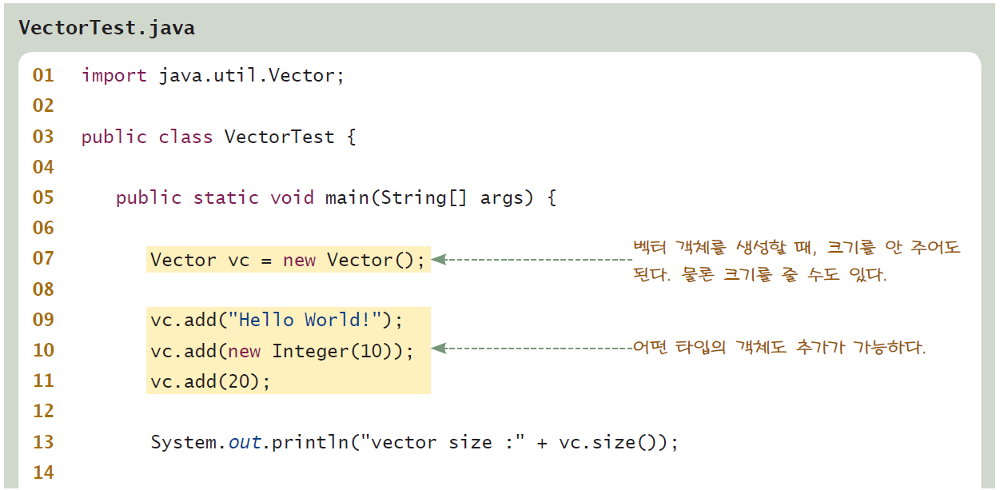 VectorTest.java
01 import java.util.Vector;
02
03 public class VectorTest {
04
05 public static void main(String[] args) {
06
07 Vector vc = new Vector();
벡터 객체를 생성할 때, 크기를 안 주어도
된다. 물론 크기를 줄 수도 있다.
08
09 vc.add("Hello World!");
10 vc.add(new Integer(10));
어떤 타입의 객체도 추가가 가능하다.
11 vc.add(20);
12
13 System.out.println("vector size :" + vc.size());
14